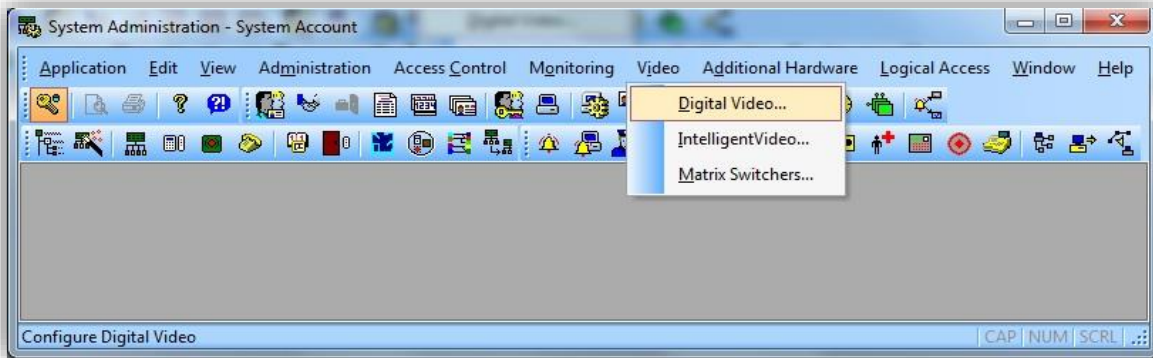 System Administration - System Account
Application Edit View Administration Access Control Monitoring Video Additional Hardware Logical Access Window Help
Digital Video...
IntelligentVideo...
Matrix Switchers...
Configure Digital Video
CAP NUM SCRL